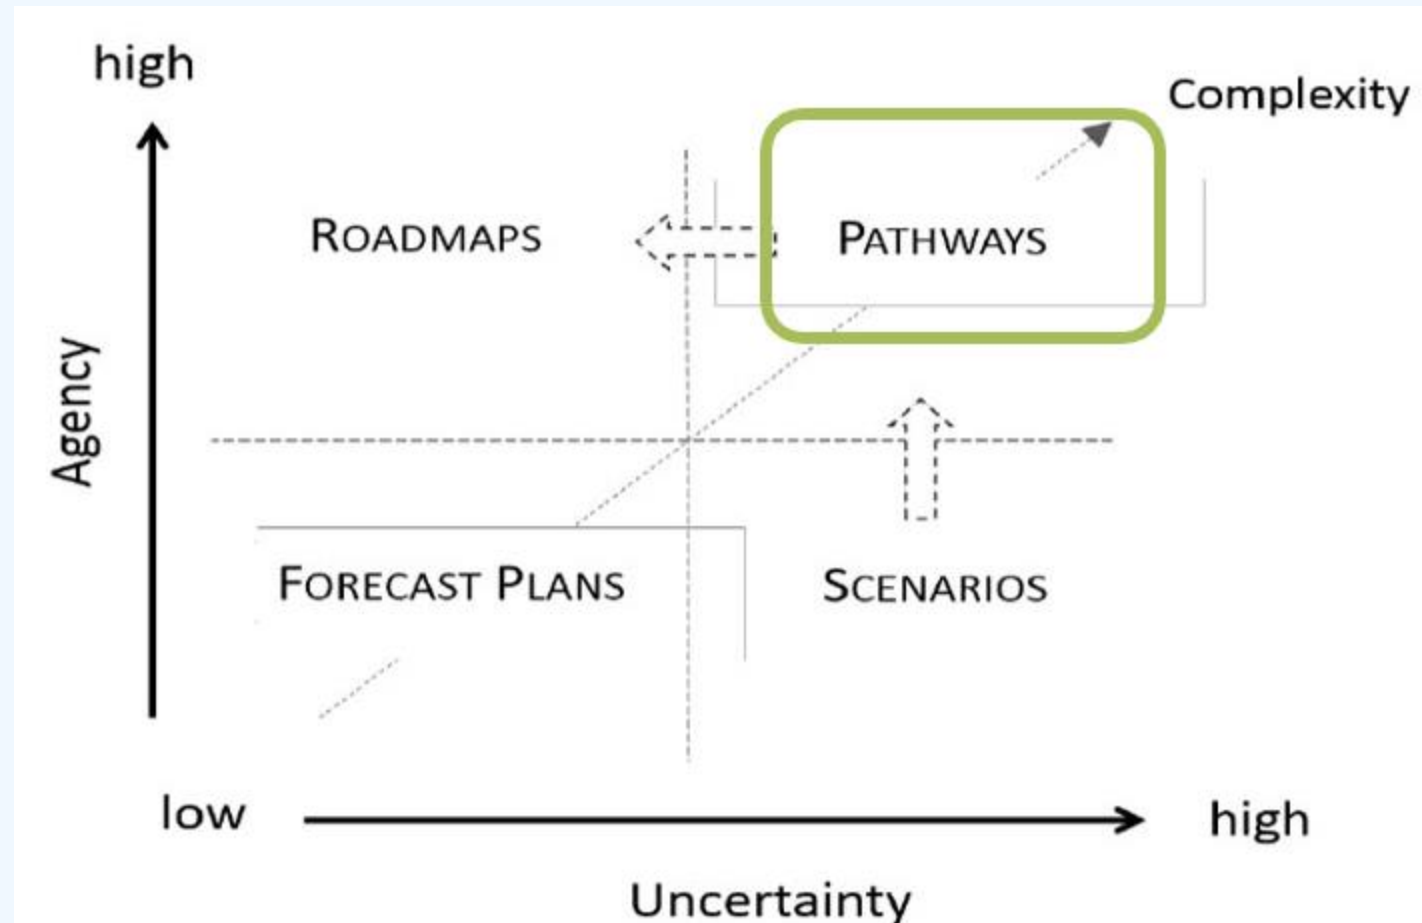 high
Complexity
ROADMAPS
PATHWAYS
Agency
FORECAST PLANS
SCENARIOS
low
high
Uncertainty